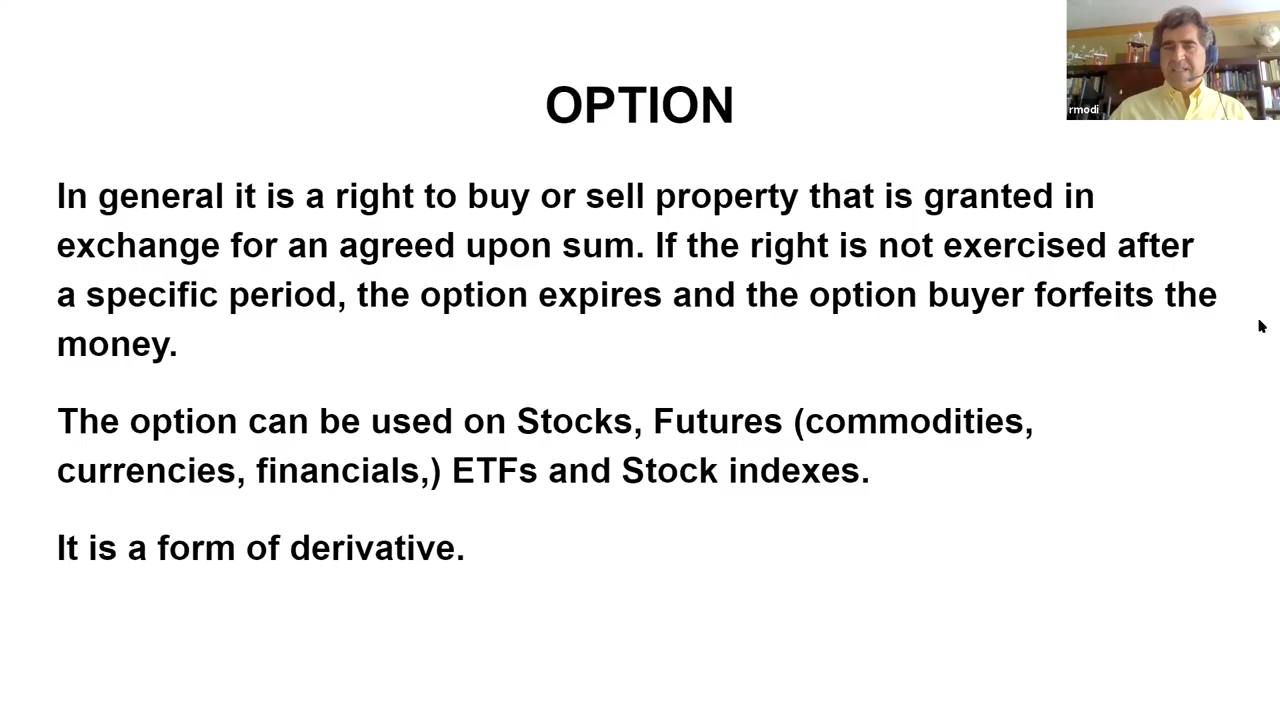 rmodi
OPTION
In general it is a right to buy or sell property that is granted in
exchange for an agreed upon sum. If the right is not exercised after
a specific period, the option expires and the option buyer forfeits the
money.
The option can be used on Stocks, Futures (commodities,
currencies, financials,) ETFs and Stock indexes.
It is a form of derivative.